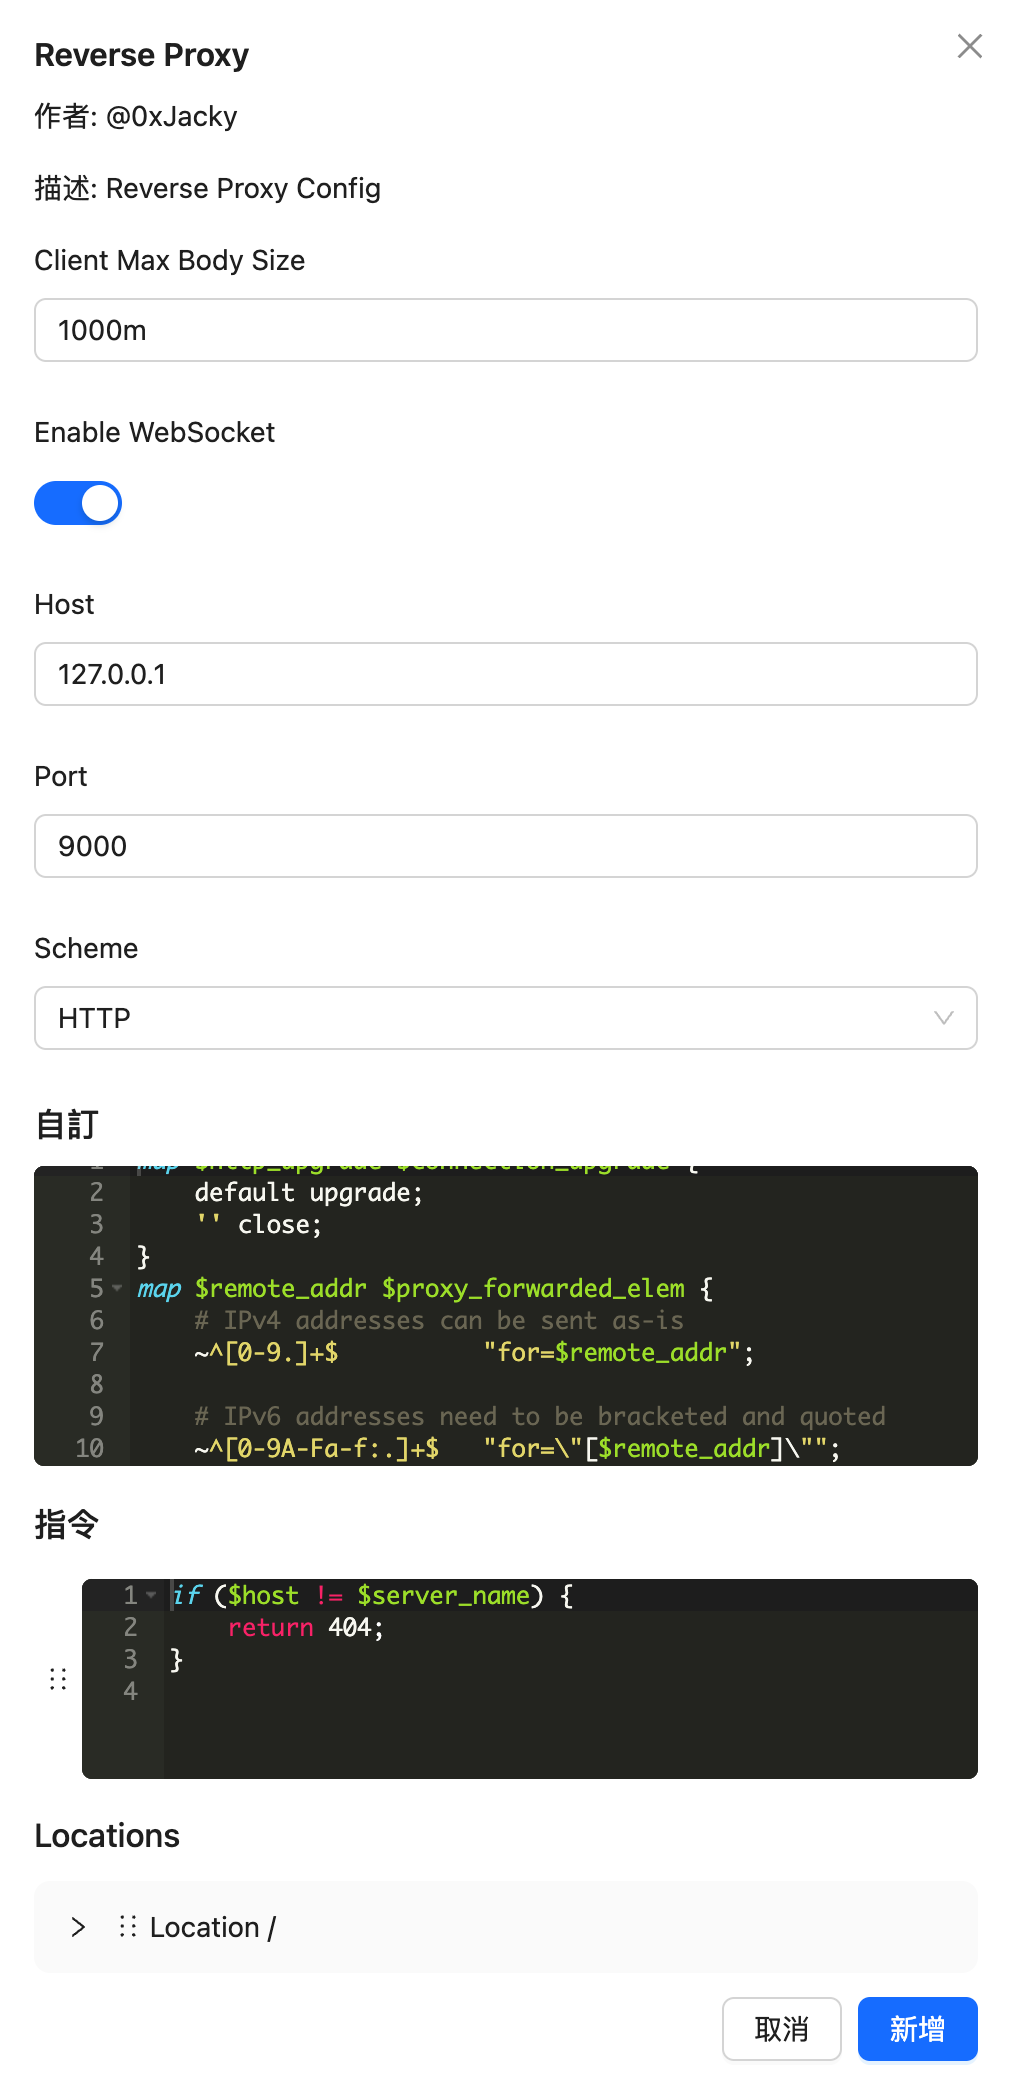 Reverse Proxy
作者: @0xJacky
描述: Reverse Proxy Config
Client Max Body Size
1000m
Enable WebSocket
Host
127.0.0.1
Port
9000
Scheme
HTTP
自訂
1 map $http_upgrade $connection_upgrade {
2     default upgrade;
3     '' close;
4 }
5 map $remote_addr $proxy_forwarded_elem {
6     # IPv4 addresses can be sent as-is
7     ~^[0-9.]+$          "for=$remote_addr";
8
9     # IPv6 addresses need to be bracketed and quoted
10     ~^[0-9A-Fa-f:.]+$   "for=\"[$remote_addr]\"";
指令
1 if ($host != $server_name) {
2     return 404;
3 }
4
Locations
Location /
取消 新增